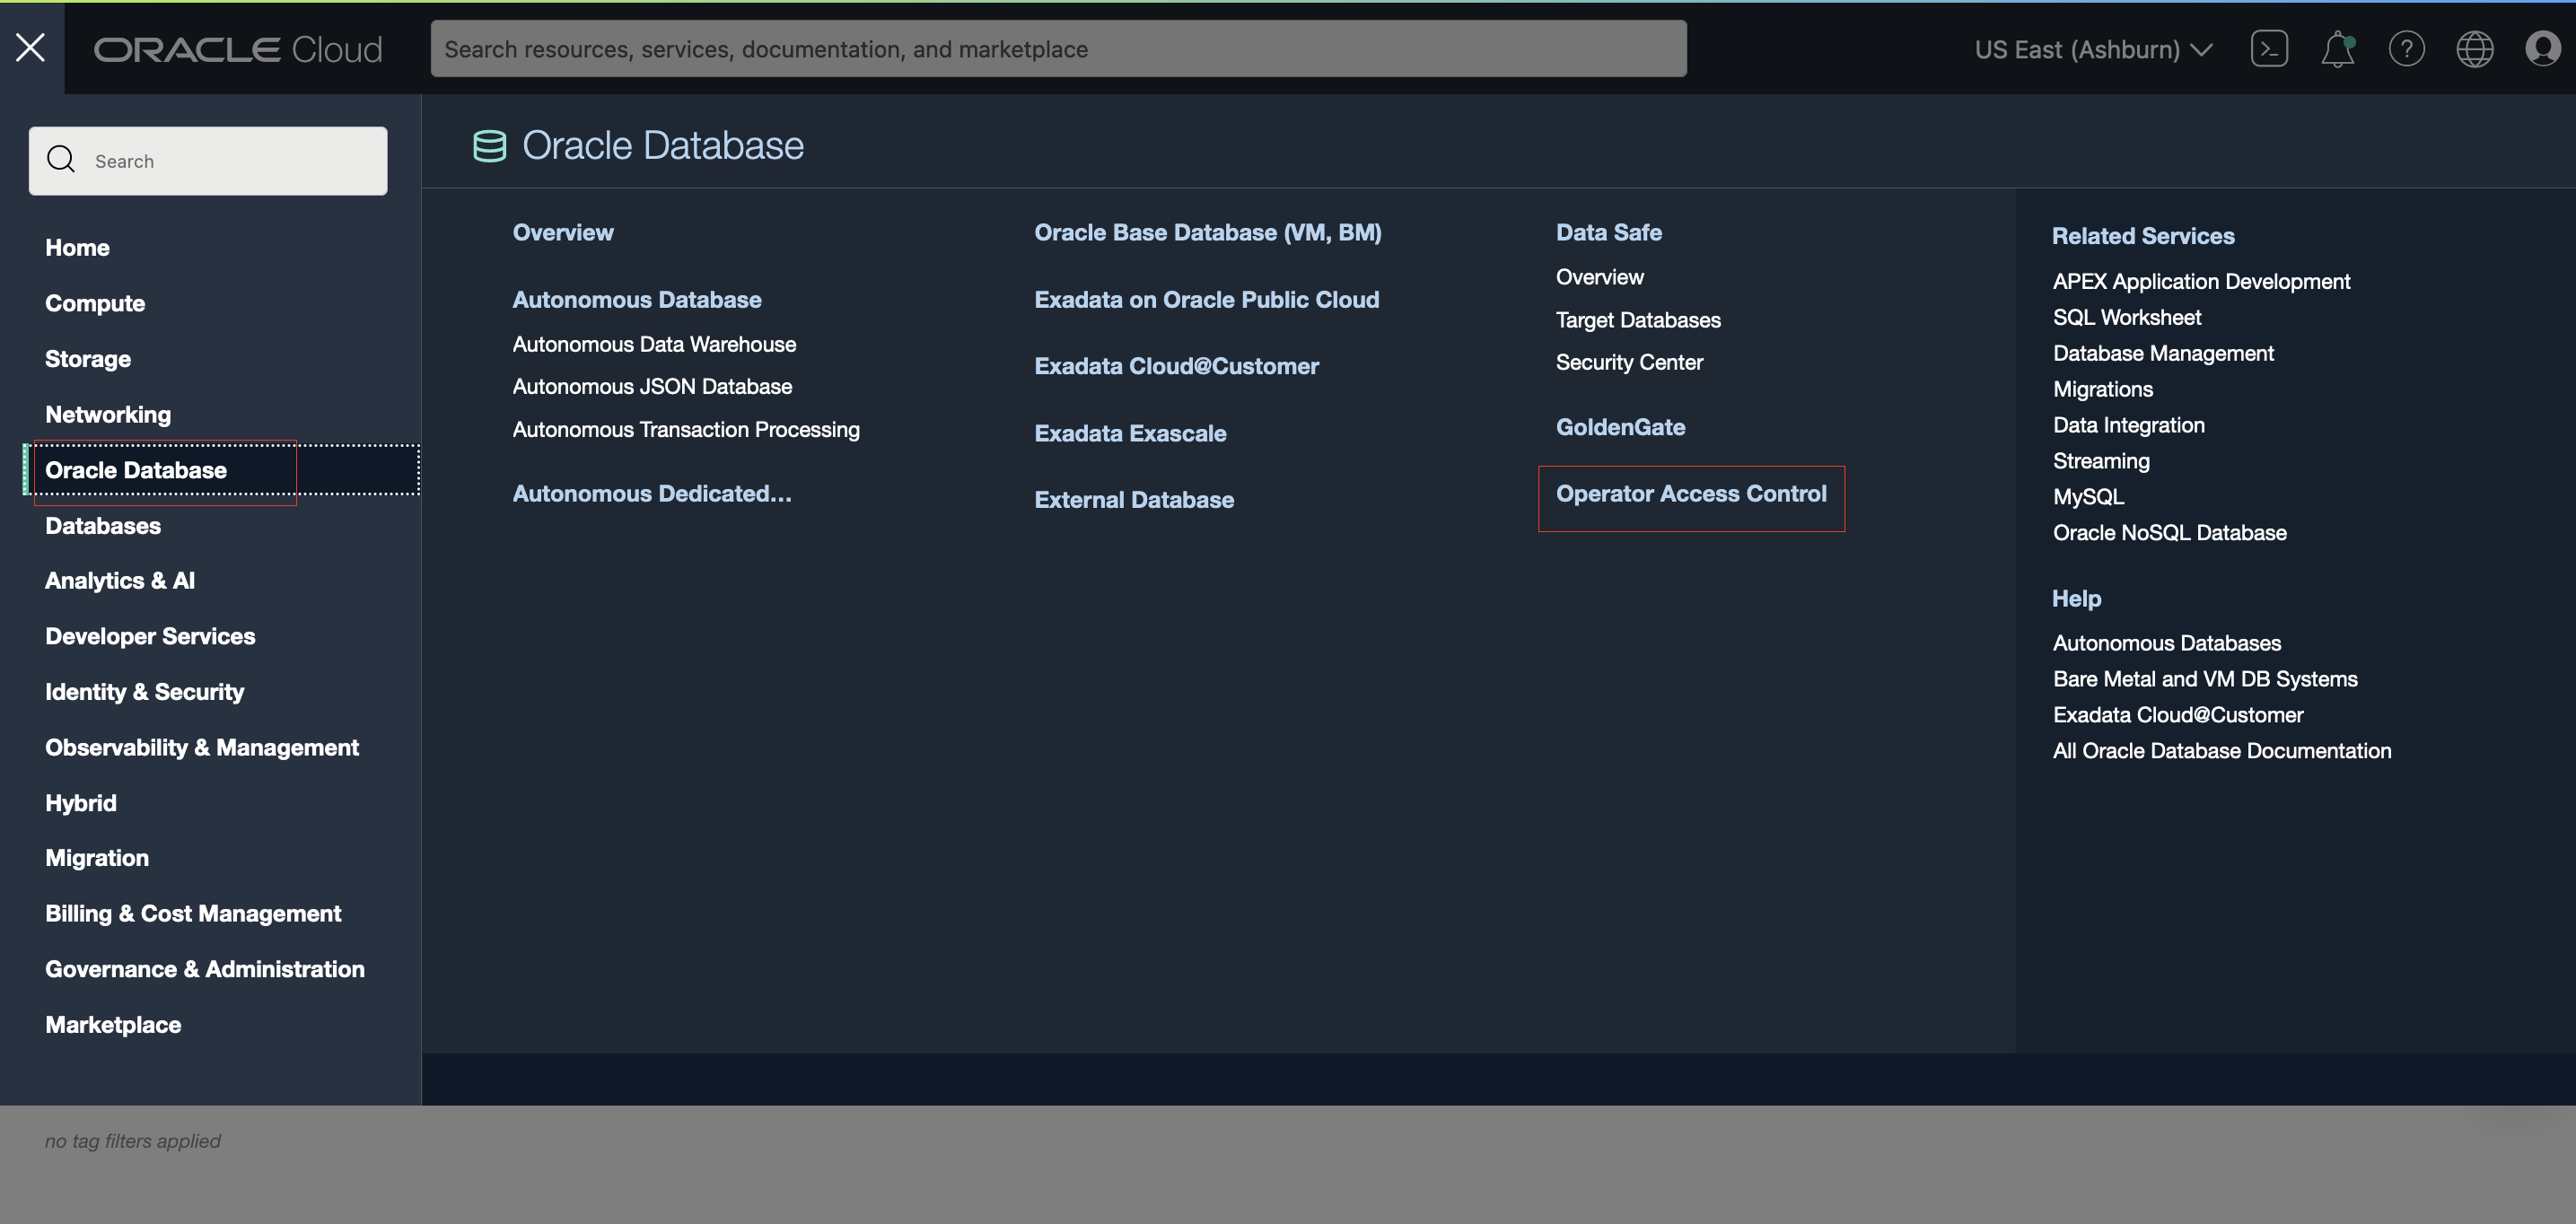 ORACLE Cloud
Search resources, services, documentation, and marketplace
US East (Ashburn)
Search
Home
Compute
Storage
Networking
Oracle Database
Databases
Analytics & AI
Developer Services
Identity & Security
Observability & Management
Hybrid
Migration
Billing & Cost Management
Governance & Administration
Marketplace
Oracle Database
Overview
Autonomous Database
Autonomous Data Warehouse
Autonomous JSON Database
Autonomous Transaction Processing
Autonomous Dedicated...
Oracle Base Database (VM, BM)
Exadata on Oracle Public Cloud
Exadata Cloud@Customer
Exadata Exascale
External Database
Data Safe
Overview
Target Databases
Security Center
GoldenGate
Operator Access Control
Related Services
APEX Application Development
SQL Worksheet
Database Management
Migrations
Data Integration
Streaming
MySQL
Oracle NoSQL Database
Help
Autonomous Databases
Bare Metal and VM DB Systems
Exadata Cloud@Customer
All Oracle Database Documentation
no tag filters applied